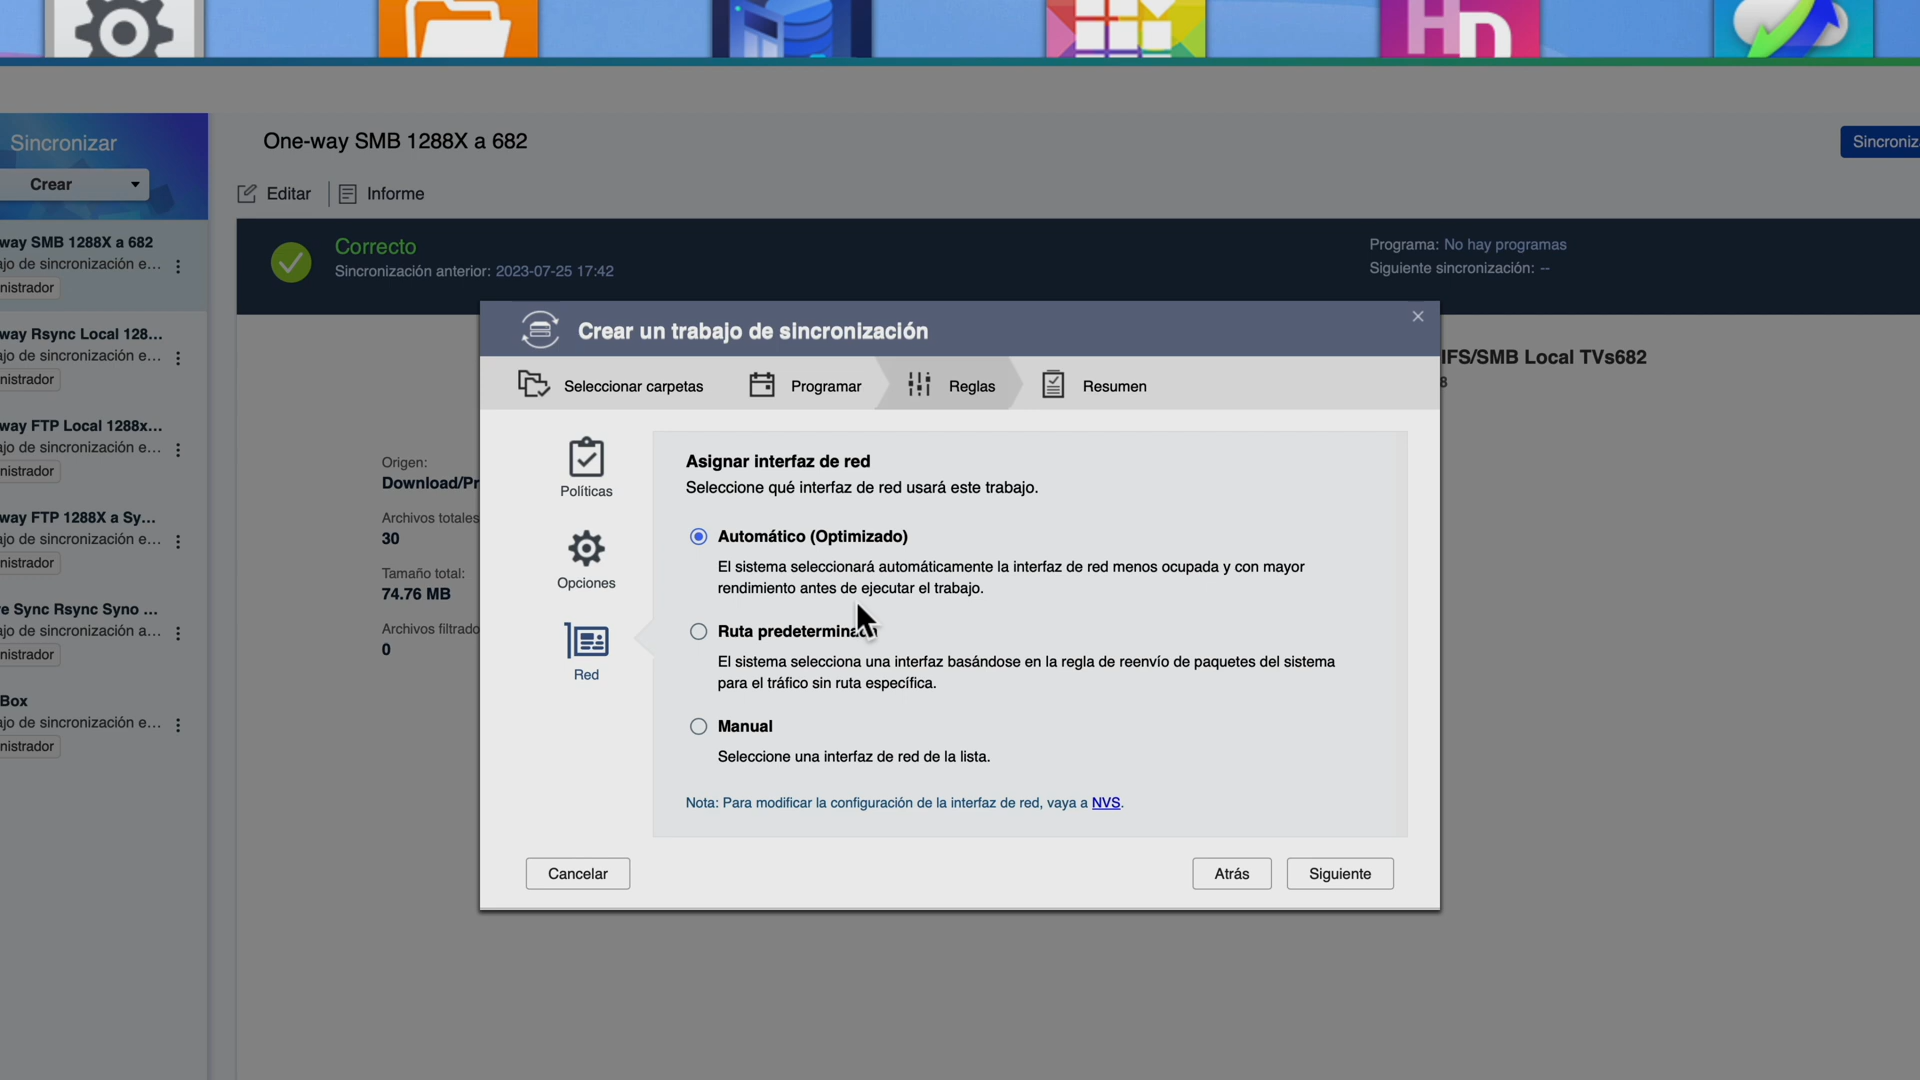 Sincronizar
Crear
One-way SMB 1288X a 682
Sincroniz
Editar
Informe
Correcto
Sincronización anterior: 2023-07-25 17:42
Programa: No hay programas
Siguiente sincronización: --
way SMB 1288X a 682
ajo de sincronización e...
nistrador
way Rsync Local 128...
ajo de sincronización e...
nistrador
way FTP Local 1288x...
ajo de sincronización e...
nistrador
way FTP 1288X a Sy...
ajo de sincronización e...
nistrador
e Sync Rsync Syno ...
ajo de sincronización a...
nistrador
Box
ajo de sincronización e...
nistrador
Origen:
Download/Pr
Archivos totales
30
Tamaño total:
74.76 MB
Archivos filtrado
0
IFS/SMB Local TVs682
8
Crear un trabajo de sincronización
Seleccionar carpetas
Programar
Reglas
Resumen
Políticas
Opciones
Red
Asignar interfaz de red
Seleccione qué interfaz de red usará este trabajo.
Automático (Optimizado)
El sistema seleccionará automáticamente la interfaz de red menos ocupada y con mayor
rendimiento antes de ejecutar el trabajo.
Ruta predeterminada
El sistema selecciona una interfaz basándose en la regla de reenvío de paquetes del sistema
para el tráfico sin ruta específica.
Manual
Seleccione una interfaz de red de la lista.
Nota: Para modificar la configuración de la interfaz de red, vaya a NVS.
Cancelar
Atrás
Siguiente